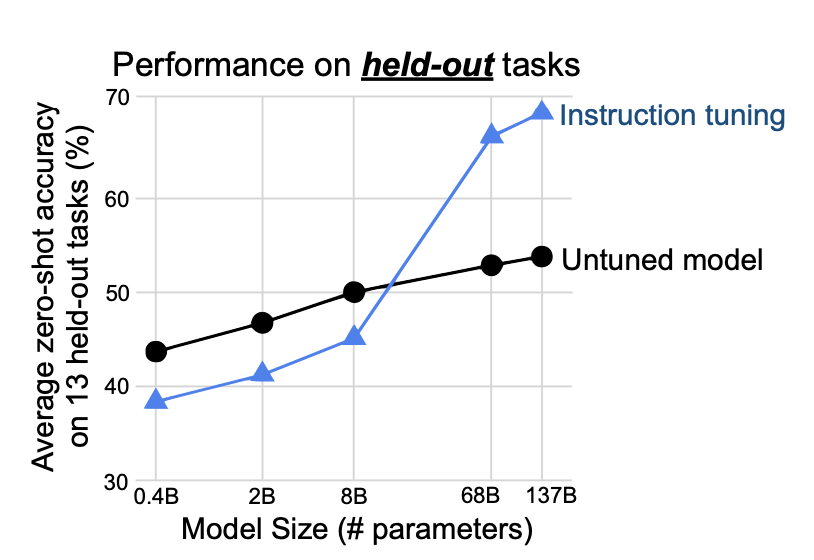 Performance on held-out tasks
Average zero-shot accuracy
on 13 held-out tasks (%)
70
60
50
40
30
Instruction tuning
Untuned model
0.4B 2B 8B 68B 137B
Model Size (# parameters)